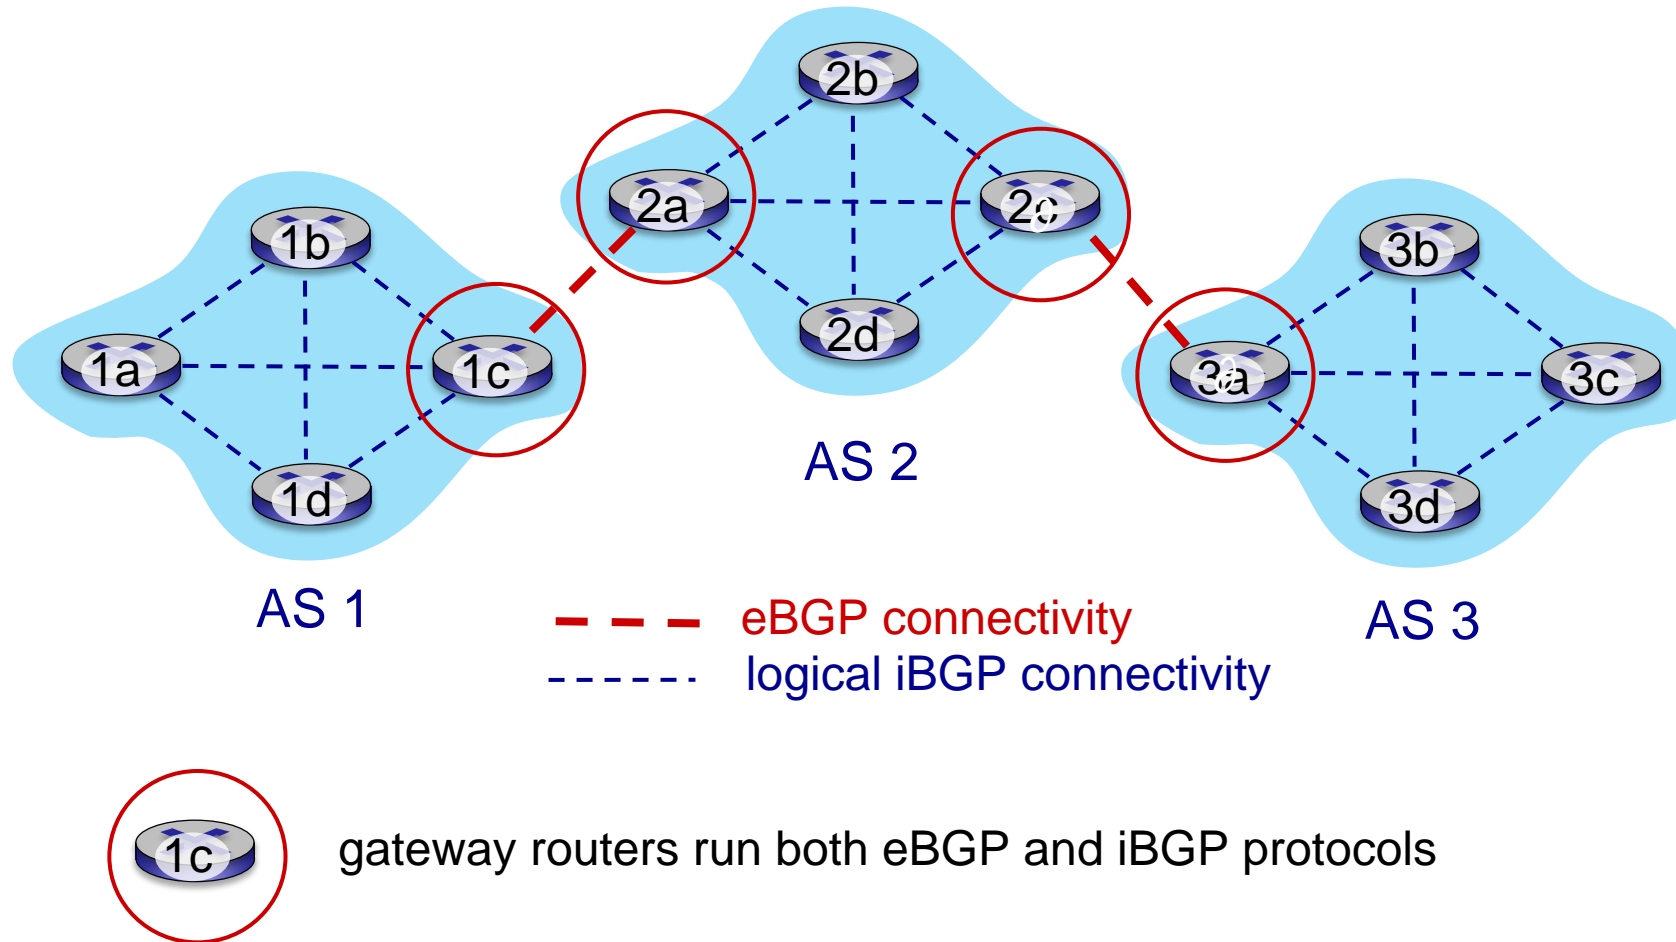 2b
2a
2c
1b
3b
2d
1a
1c
3a
3c
AS 2
1d
3d
AS 1
eBGP connectivity
AS 3
logical iBGP connectivity
1c
gateway routers run both eBGP and iBGP protocols